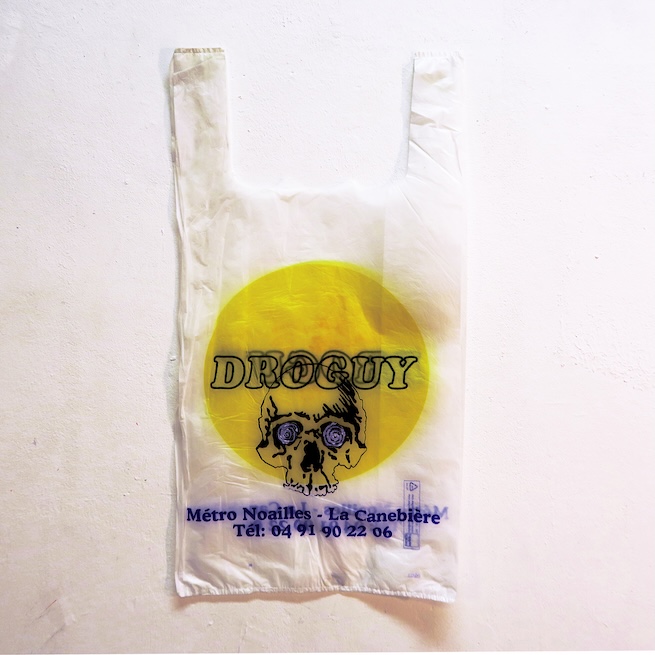 DROGUY
Métro Noailles - La Canebière
Tél: 04 91 90 22 06